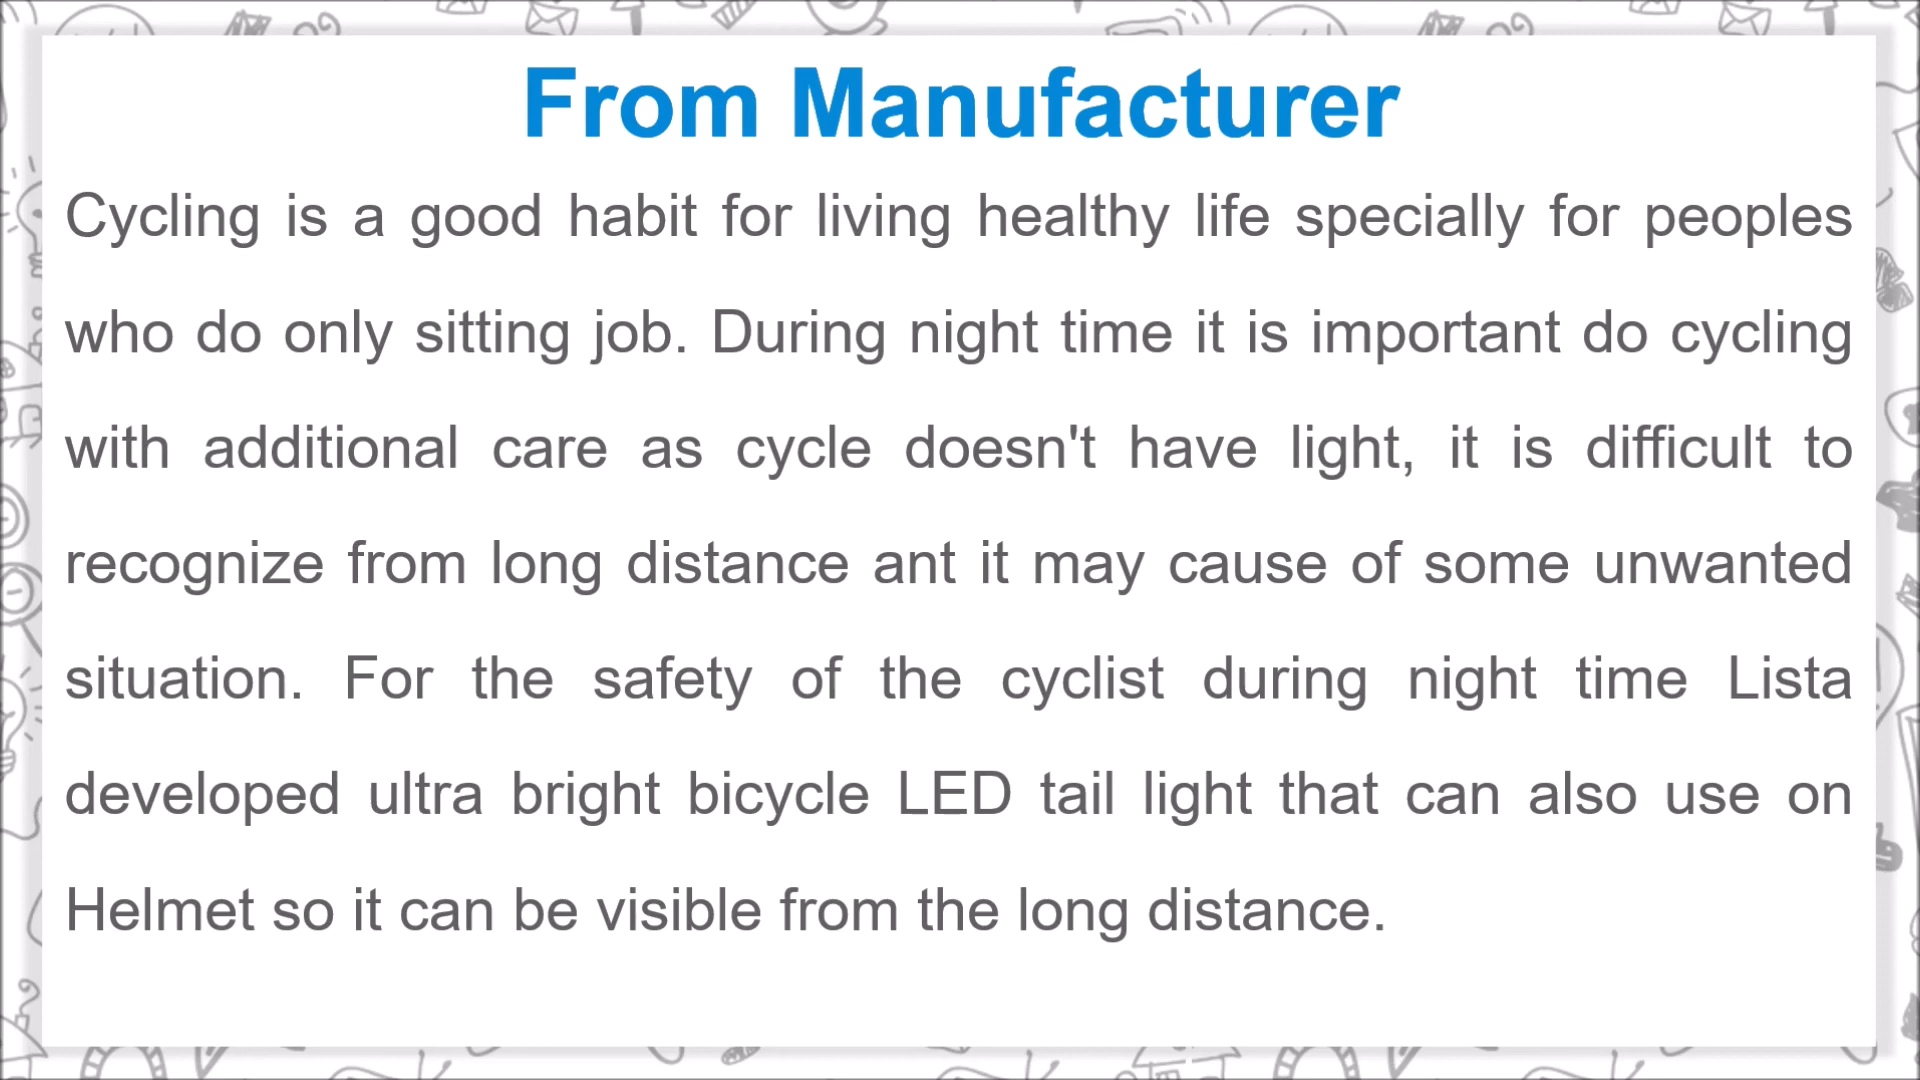 From Manufacturer
Cycling is a good habit for living healthy life specially for peoples
who do only sitting job. During night time it is important do cycling
with additional care as cycle doesn't have light, it is difficult to
recognize from long distance ant it may cause of some unwanted
situation. For the safety of the cyclist during night time Lista
developed ultra bright bicycle LED tail light that can also use on
Helmet so it can be visible from the long distance.